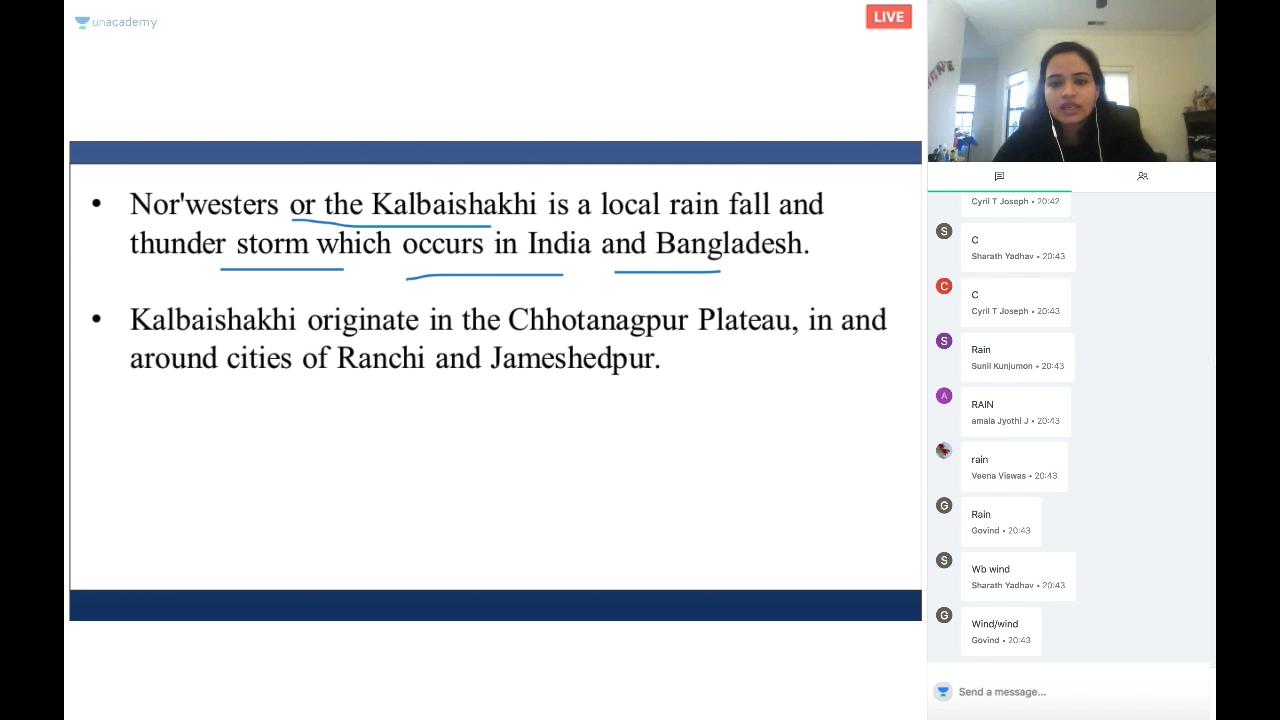 unacademy
LIVE
• Nor'westers or the Kalbaishakhi is a local rain fall and
thunder storm which occurs in India and Bangladesh.
• Kalbaishakhi originate in the Chhotanagpur Plateau, in and
around cities of Ranchi and Jameshedpur.
Cyril T Joseph • 20:42
S
C
Sharath Yadhav • 20:43
C
C
Cyril T Joseph • 20:43
S
Rain
Sunil Kunjumon • 20:43
A
RAIN
amala Jyothi J • 20:43
rain
Veena Viswas • 20:43
G
Rain
Govind • 20:43
S
Wb wind
Sharath Yadhav • 20:43
G
Wind/wind
Govind • 20:43
Send a message...